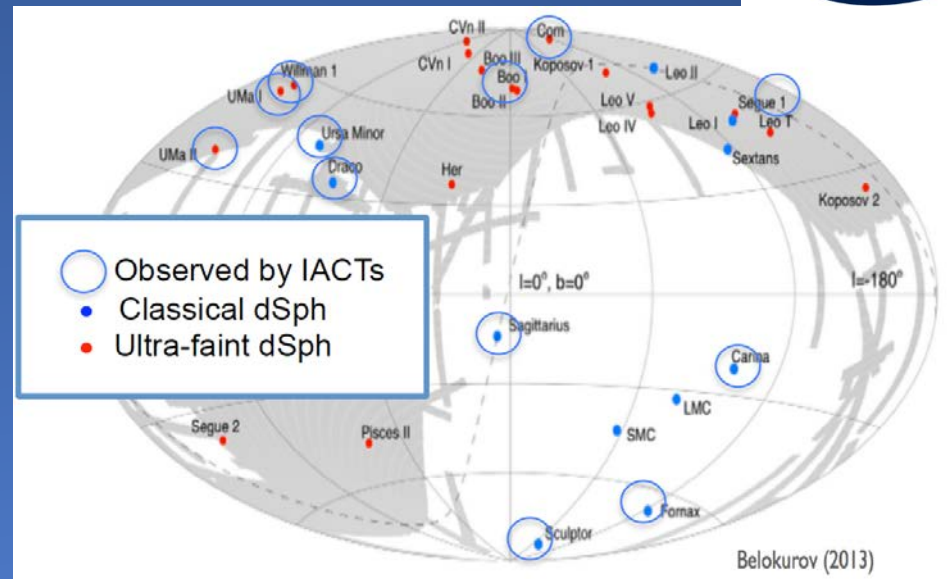 CVn II
Com
CVn I
Boo III
Koposov 1
Leo II
Willman 1
Boo I
UMa I
Boo II
Leo V
Segue 1
Leo IV
Leo I
Leo T
Ursa Minor
UMa II
Sextans
Draco
Her
Koposov 2
Observed by IACTs
Classical dSph
Ultra-faint dSph
l=0°, b=0°
l=-180°
Sagittarius
Carina
LMC
Segue 2
Pisces II
SMC
Fornax
Sculptor
Belokurov (2013)